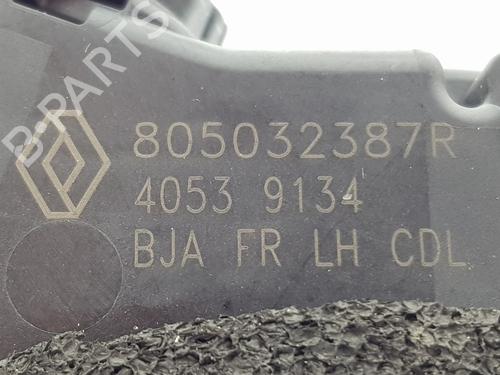 B-PARTS
805032387R
4053 9134
BJA FR LH CDL